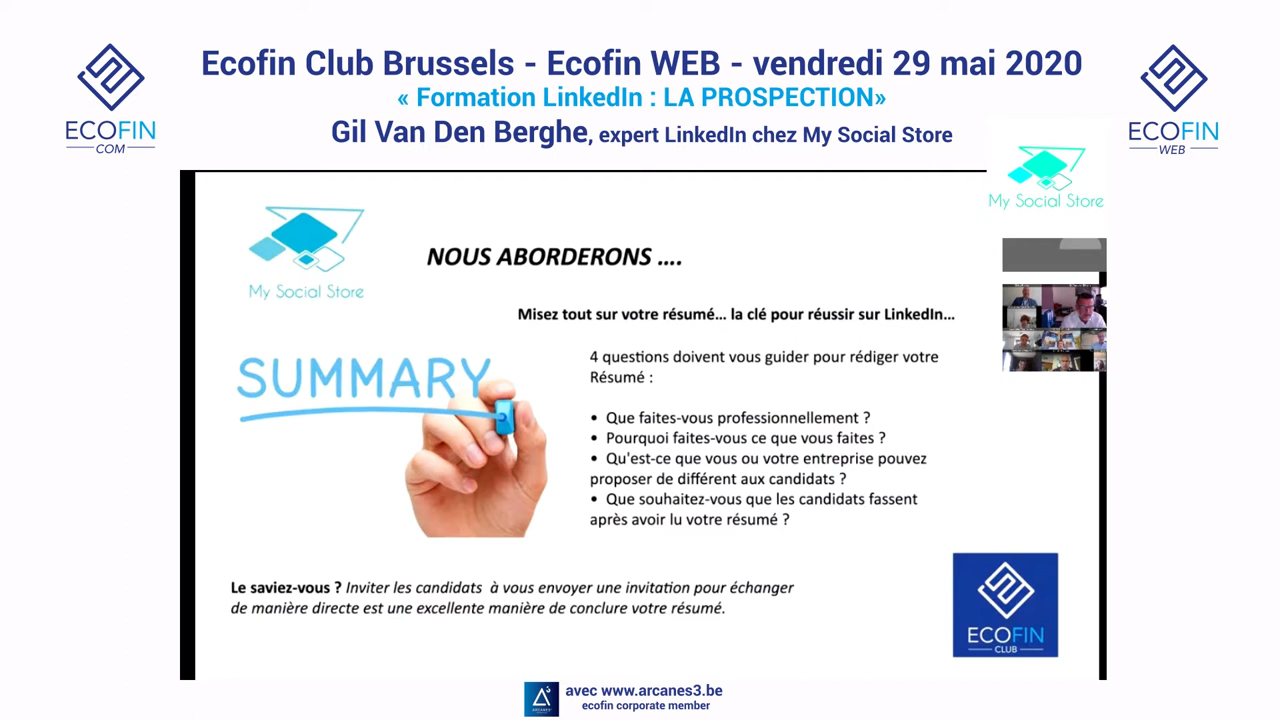 Ecofin Club Brussels - Ecofin WEB - vendredi 29 mai 2020
« Formation LinkedIn : LA PROSPECTION»
Gil Van Den Berghe, expert LinkedIn chez My Social Store
ECOFIN
COM
ECOFIN
WEB
My Social Store
My Social Store
NOUS ABORDERONS ....
Misez tout sur votre résumé... la clé pour réussir sur LinkedIn...
SUMMARY
4 questions doivent vous guider pour rédiger votre
Résumé :
• Que faites-vous professionnellement ?
• Pourquoi faites-vous ce que vous faites ?
• Qu'est-ce que vous ou votre entreprise pouvez
proposer de différent aux candidats ?
• Que souhaitez-vous que les candidats fassent
après avoir lu votre résumé ?
Le saviez-vous ? Inviter les candidats à vous envoyer une invitation pour échanger
de manière directe est une excellente manière de conclure votre résumé.
ECOFIN
CLUB
ARCANES
avec www.arcanes3.be
ecofin corporate member